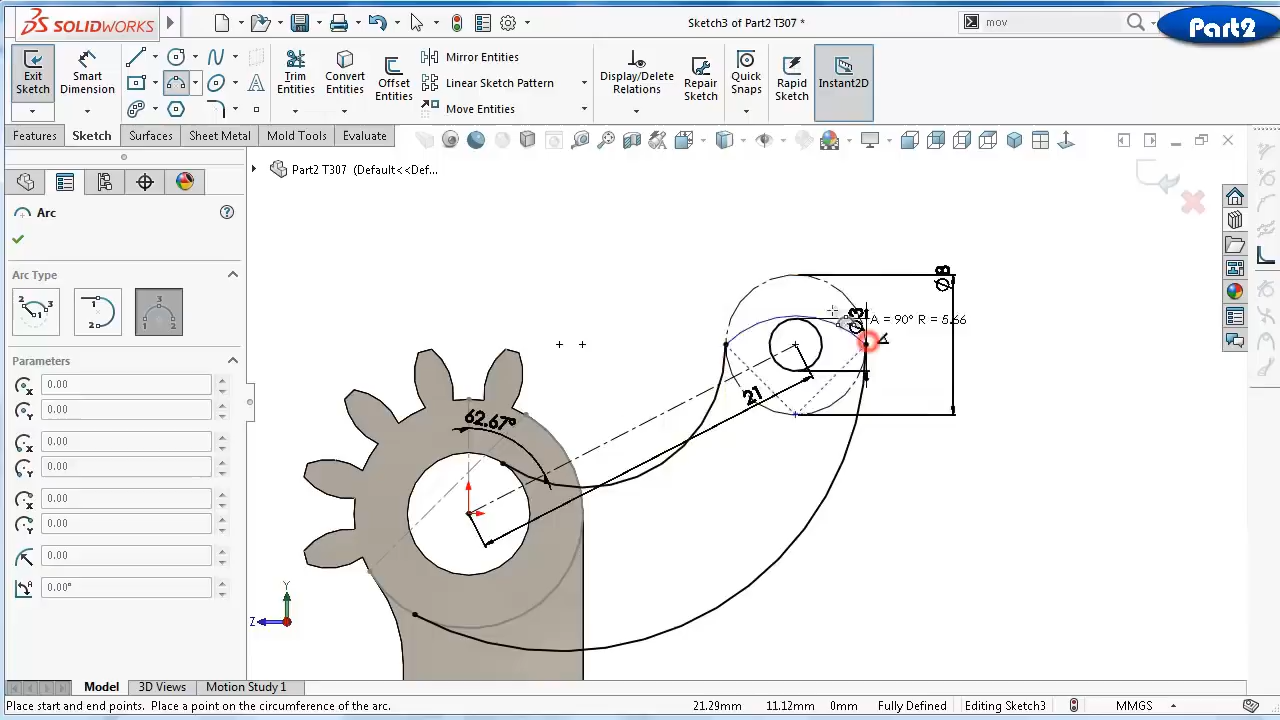 SOLIDWORKS
Sketch3 of Part2 T307 *
mov
Part2
Exit Sketch
Smart Dimension
Trim Entities
Convert Entities
Offset Entities
Mirror Entities
Linear Sketch Pattern
Move Entities
Display/Delete Relations
Repair Sketch
Quick Snaps
Rapid Sketch
Instant2D
Features
Sketch
Surfaces
Sheet Metal
Mold Tools
Evaluate
Part2 T307 (Default<<Def...
Arc
Arc Type
Parameters
0.00
0.00
0.00
0.00
0.00
0.00
0.00
0.00°
Ø8
Ø3
A = 90° R = 5.66
21
62.67°
Y
Z
Model
3D Views
Motion Study 1
Place start and end points. Place a point on the circumference of the arc.
21.29mm
11.12mm
0mm
Fully Defined
Editing Sketch3
MMGS